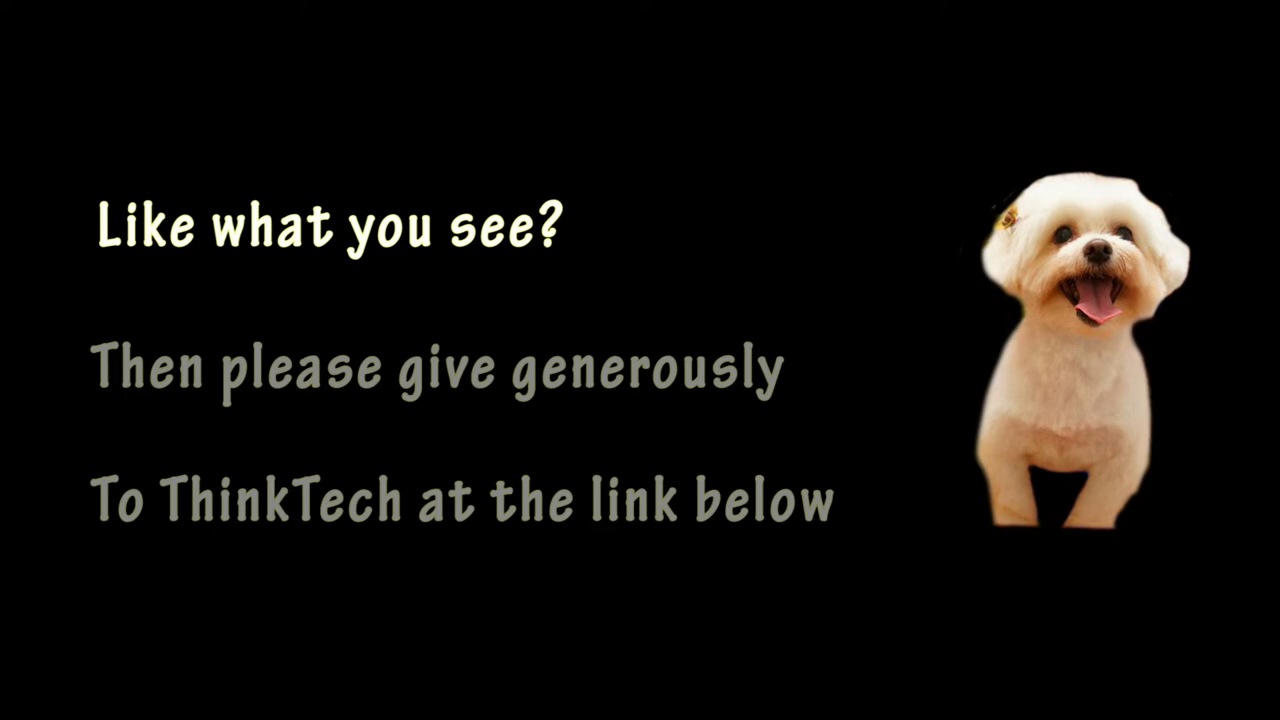 Like what you see?
Then please give generously
To ThinkTech at the link below